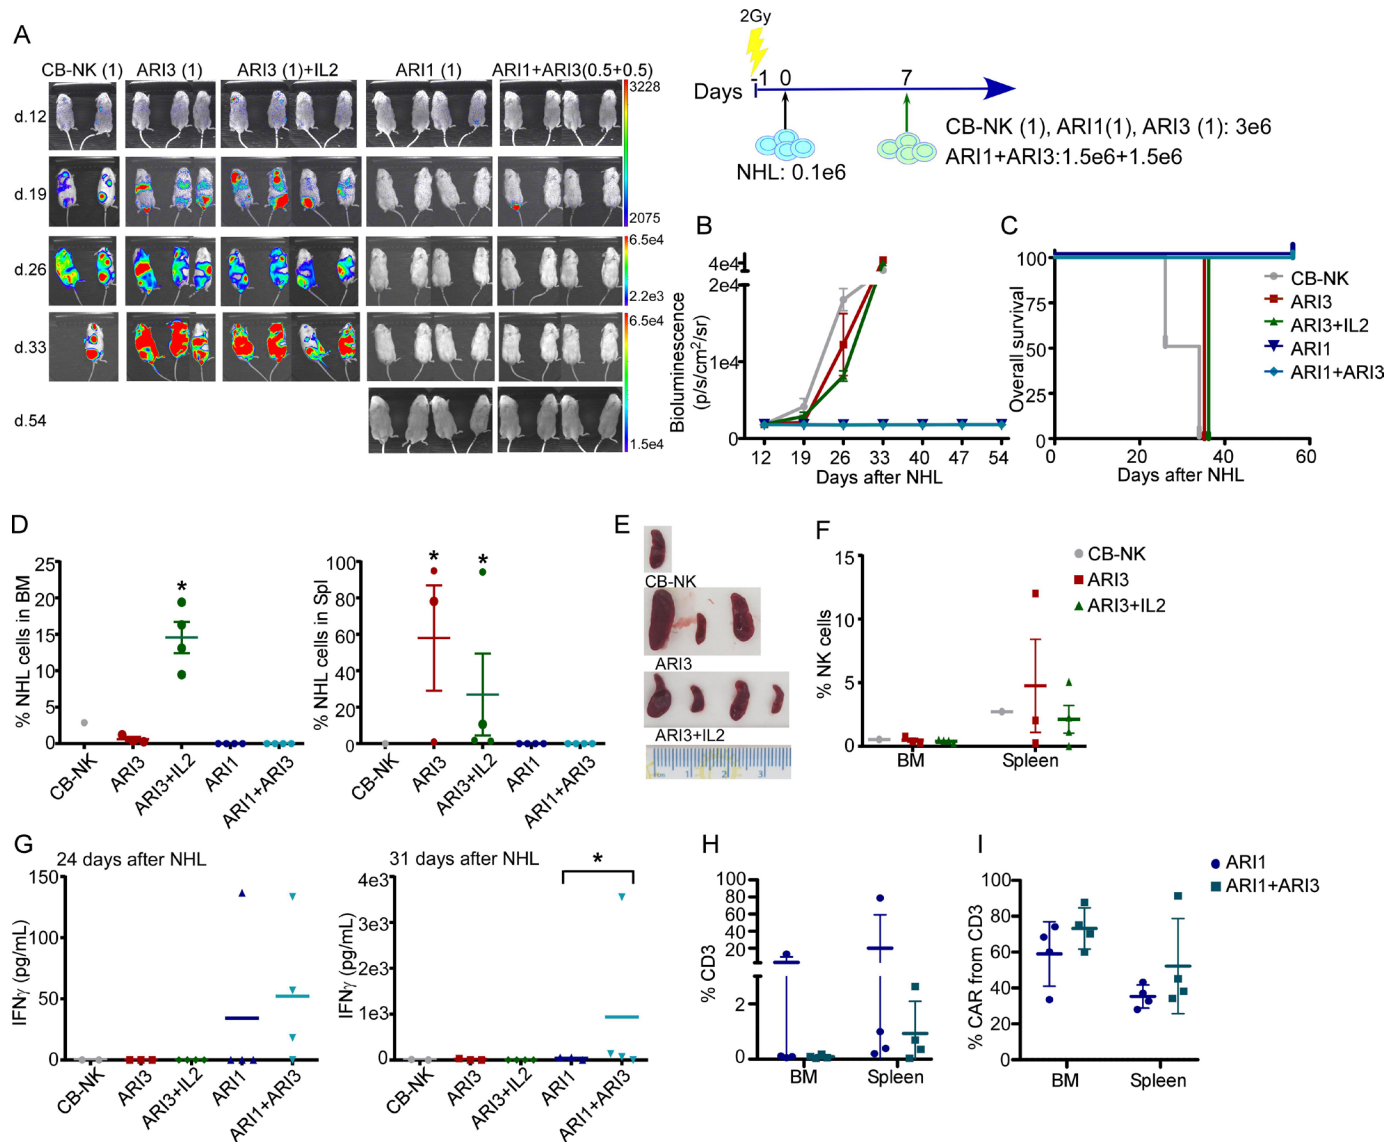 A
CB-NK (1) ARI3 (1) ARI3 (1)+IL2 ARI1 (1) ARI1+ARI3(0.5+0.5)
d.12
d.19
d.26
d.33
d.54
3228
2075
6.5e4
2.2e3
6.5e4
1.5e4
2Gy
Days -1 0 7
NHL: 0.1e6
CB-NK (1), ARI1(1), ARI3 (1): 3e6
ARI1+ARI3:1.5e6+1.5e6
B
Bioluminescence
(p/s/cm²/sr)
4e4
2e4
1e4
0
12 19 26 33 40 47 54
Days after NHL
C
Overall survival
100
75
50
25
0
0 20 40 60
Days after NHL
CB-NK
ARI3
ARI3+IL2
ARI1
ARI1+ARI3
D
% NHL cells in BM
25
20
15
10
5
0
CB-NK ARI3 ARI3+IL2 ARI1 ARI1+ARI3
*
% NHL cells in Spl
100
80
60
40
20
0
CB-NK ARI3 ARI3+IL2 ARI1 ARI1+ARI3
* *
E
CB-NK
ARI3
ARI3+IL2
1 2 3
F
% NK cells
15
10
5
0
BM Spleen
CB-NK
ARI3
ARI3+IL2
G
24 days after NHL
IFNγ (pg/mL)
150
100
50
0
CB-NK ARI3 ARI3+IL2 ARI1 ARI1+ARI3
31 days after NHL
IFNγ (pg/mL)
4e3
3e3
2e3
1e3
0
*
CB-NK ARI3 ARI3+IL2 ARI1 ARI1+ARI3
H
% CD3
100
80
60
40
20
2
0
BM Spleen
I
% CAR from CD3
100
80
60
40
20
0
BM Spleen
ARI1
ARI1+ARI3